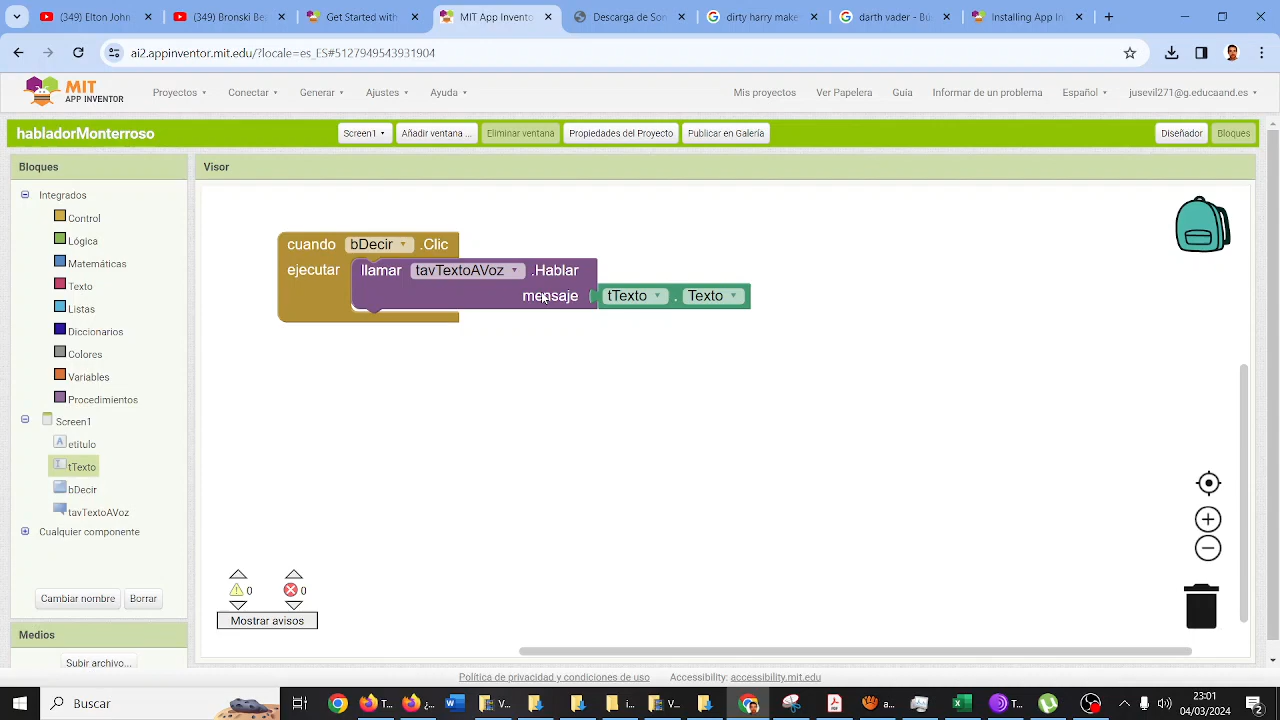 (349) Elton John
(349) Bronski Be
Get Started with
MIT App Invento
Descarga de Son
dirty harry make
darth vader - Bú
Installing App In
ai2.appinventor.mit.edu/?locale=es_ES#5127949543931904
MIT
APP INVENTOR
Proyectos
Conectar
Generar
Ajustes
Ayuda
Mis proyectos
Ver Papelera
Guía
Informar de un problema
Español
jusevil271@g.educaand.es
habladorMonterroso
Screen1
Añadir ventana ...
Eliminar ventana
Propiedades del Proyecto
Publicar en Galería
Diseñador
Bloques
Bloques
Visor
Integrados
Control
Lógica
Matemáticas
Texto
Listas
Diccionarios
Colores
Variables
Procedimientos
Screen1
A etitulo
tTexto
bDecir
tavTextoAVoz
Cualquier componente
Cambiar nombre
Borrar
Medios
Subir archivo...
cuando bDecir .Clic
ejecutar llamar tavTextoAVoz .Hablar
mensaje tTexto . Texto
0
0
Mostrar avisos
Política de privacidad y condiciones de uso
Accessibility: accessibility.mit.edu
Buscar
T...
T...
V...
i...
V...
a...
T...
23:01
04/03/2024
2